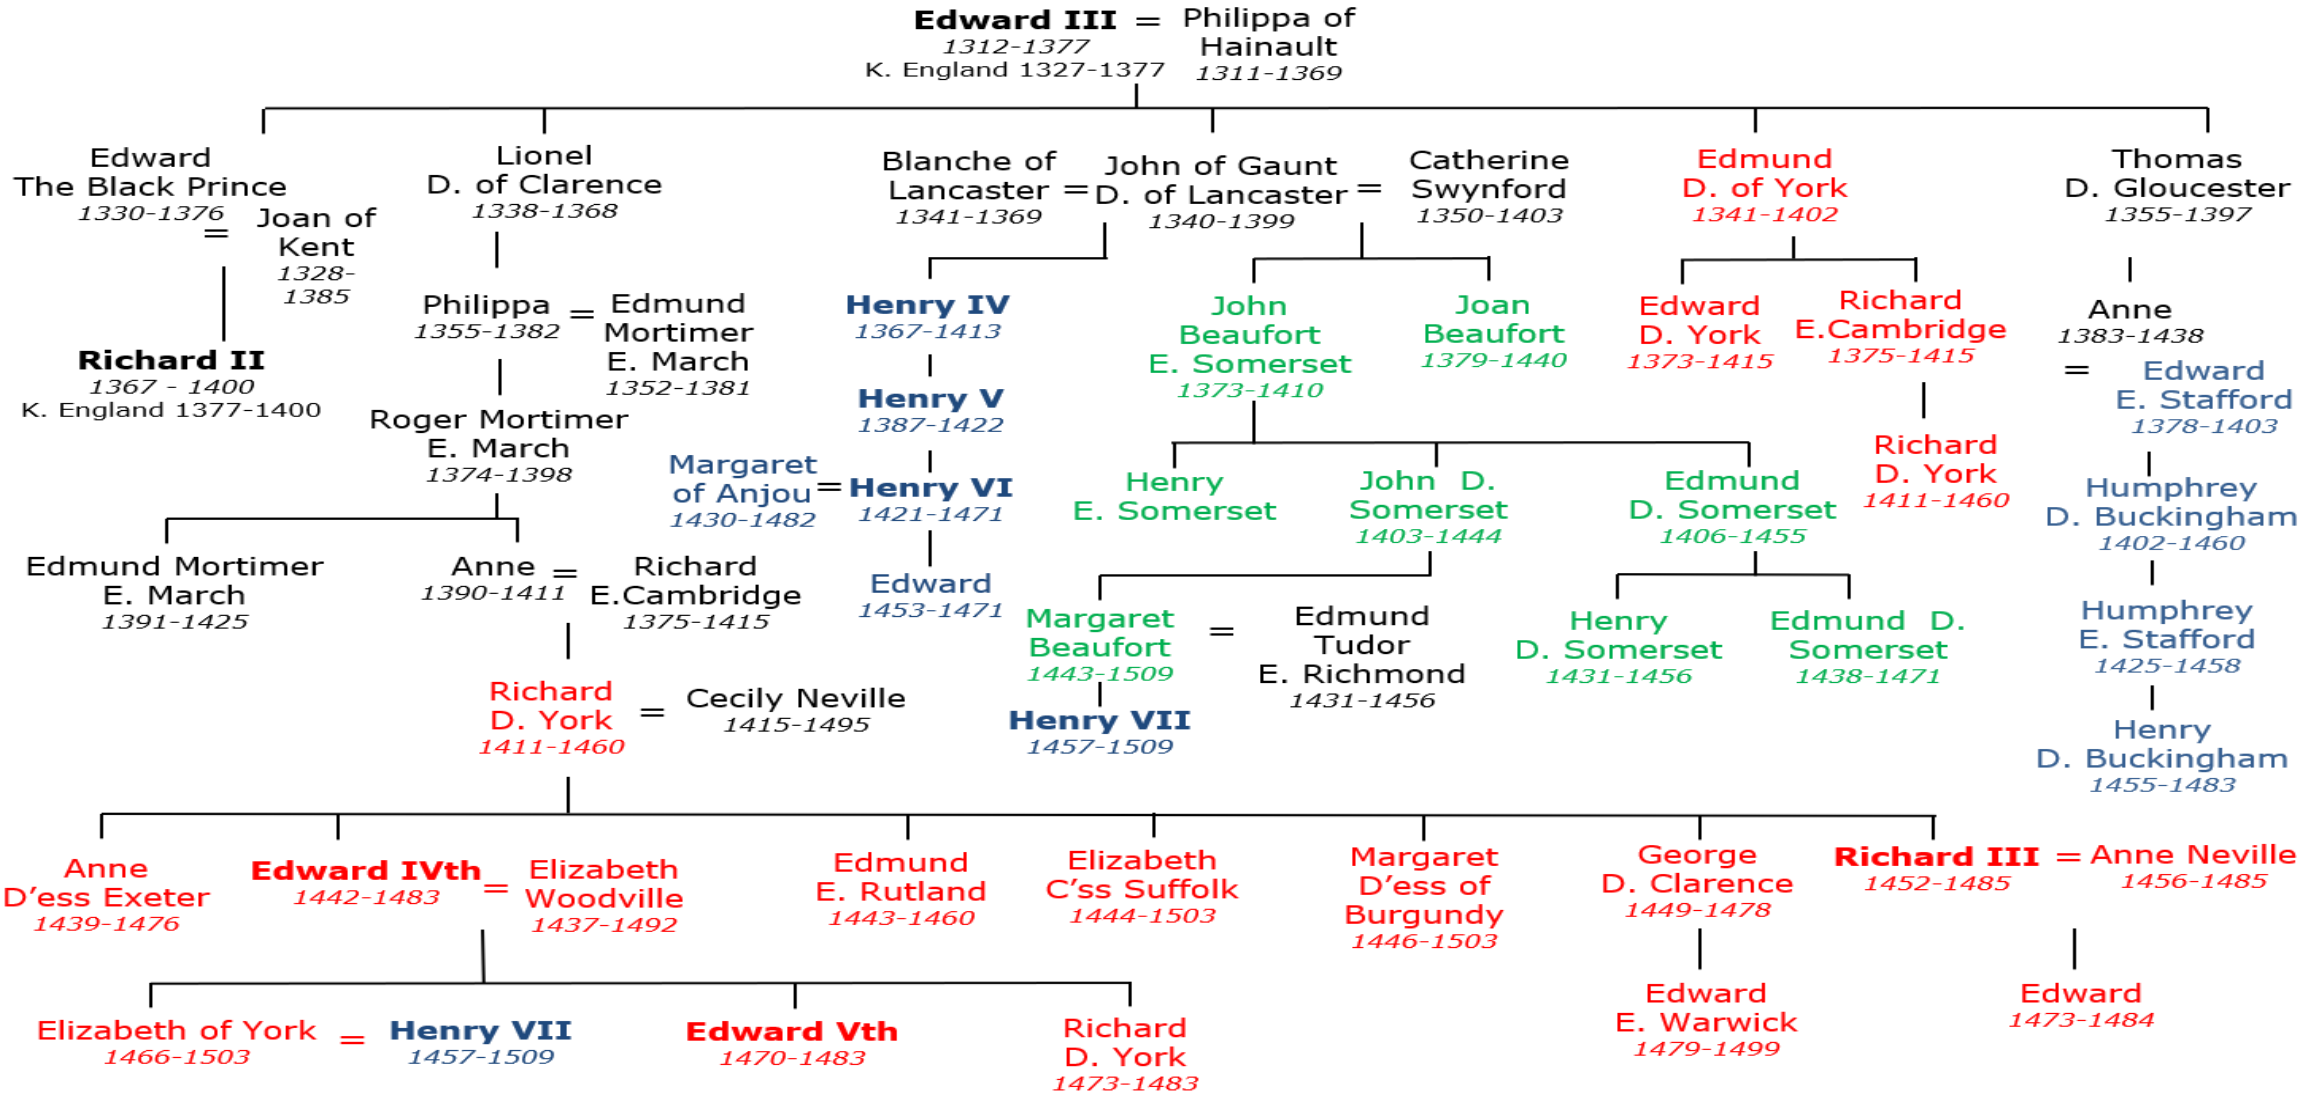 Edward III = Philippa of
Hainault
1312-1377
K. England 1327-1377
1311-1369
Edward
The Black Prince
1330-1376
= Joan of
Kent
1328-
1385
Lionel
D. of Clarence
1338-1368
Blanche of
Lancaster =
1341-1369
John of Gaunt
D. of Lancaster =
1340-1399
Catherine
Swynford
1350-1403
Edmund
D. of York
1341-1402
Thomas
D. Gloucester
1355-1397
Richard II
1367 - 1400
K. England 1377-1400
Philippa =
1355-1382
Edmund
Mortimer
E. March
1352-1381
Henry IV
1367-1413
John
Beaufort
E. Somerset
1373-1410
Joan
Beaufort
1379-1440
Edward
D. York
1373-1415
Richard
E.Cambridge
1375-1415
Anne
1383-1438
=
Edward
E. Stafford
1378-1403
Roger Mortimer
E. March
1374-1398
Henry V
1387-1422
Margaret
of Anjou =
1430-1482
Henry VI
1421-1471
Henry
E. Somerset
John D.
Somerset
1403-1444
Edmund
D. Somerset
1406-1455
Richard
D. York
1411-1460
Humphrey
D. Buckingham
1402-1460
Edmund Mortimer
E. March
1391-1425
Anne =
1390-1411
Richard
E.Cambridge
1375-1415
Edward
1453-1471
Margaret
Beaufort
1443-1509
=
Edmund
Tudor
E. Richmond
1431-1456
Henry
D. Somerset
1431-1456
Edmund D.
Somerset
1438-1471
Humphrey
E. Stafford
1425-1458
Richard
D. York
1411-1460
=
Cecily Neville
1415-1495
Henry VII
1457-1509
Henry
D. Buckingham
1455-1483
Anne
D’ess Exeter
1439-1476
Edward IVth
1442-1483
=
Elizabeth
Woodville
1437-1492
Edmund
E. Rutland
1443-1460
Elizabeth
C’ss Suffolk
1444-1503
Margaret
D’ess of
Burgundy
1446-1503
George
D. Clarence
1449-1478
Richard III =
1452-1485
Anne Neville
1456-1485
Elizabeth of York
1466-1503
=
Henry VII
1457-1509
Edward Vth
1470-1483
Richard
D. York
1473-1483
Edward
E. Warwick
1479-1499
Edward
1473-1484